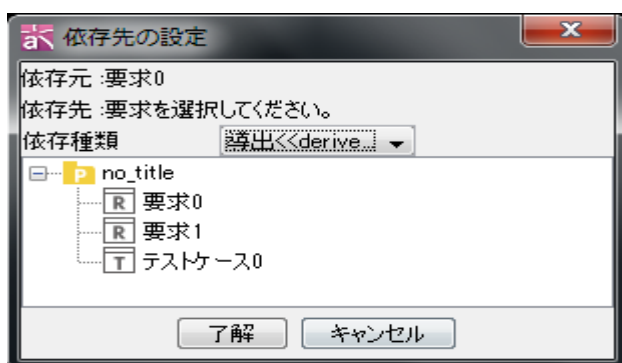 依存先の設定
依存元 :要求0
依存先 :要求を選択してください。
依存種類 導出<<derive...
no_title
要求0
要求1
テストケース0
了解 キャンセル